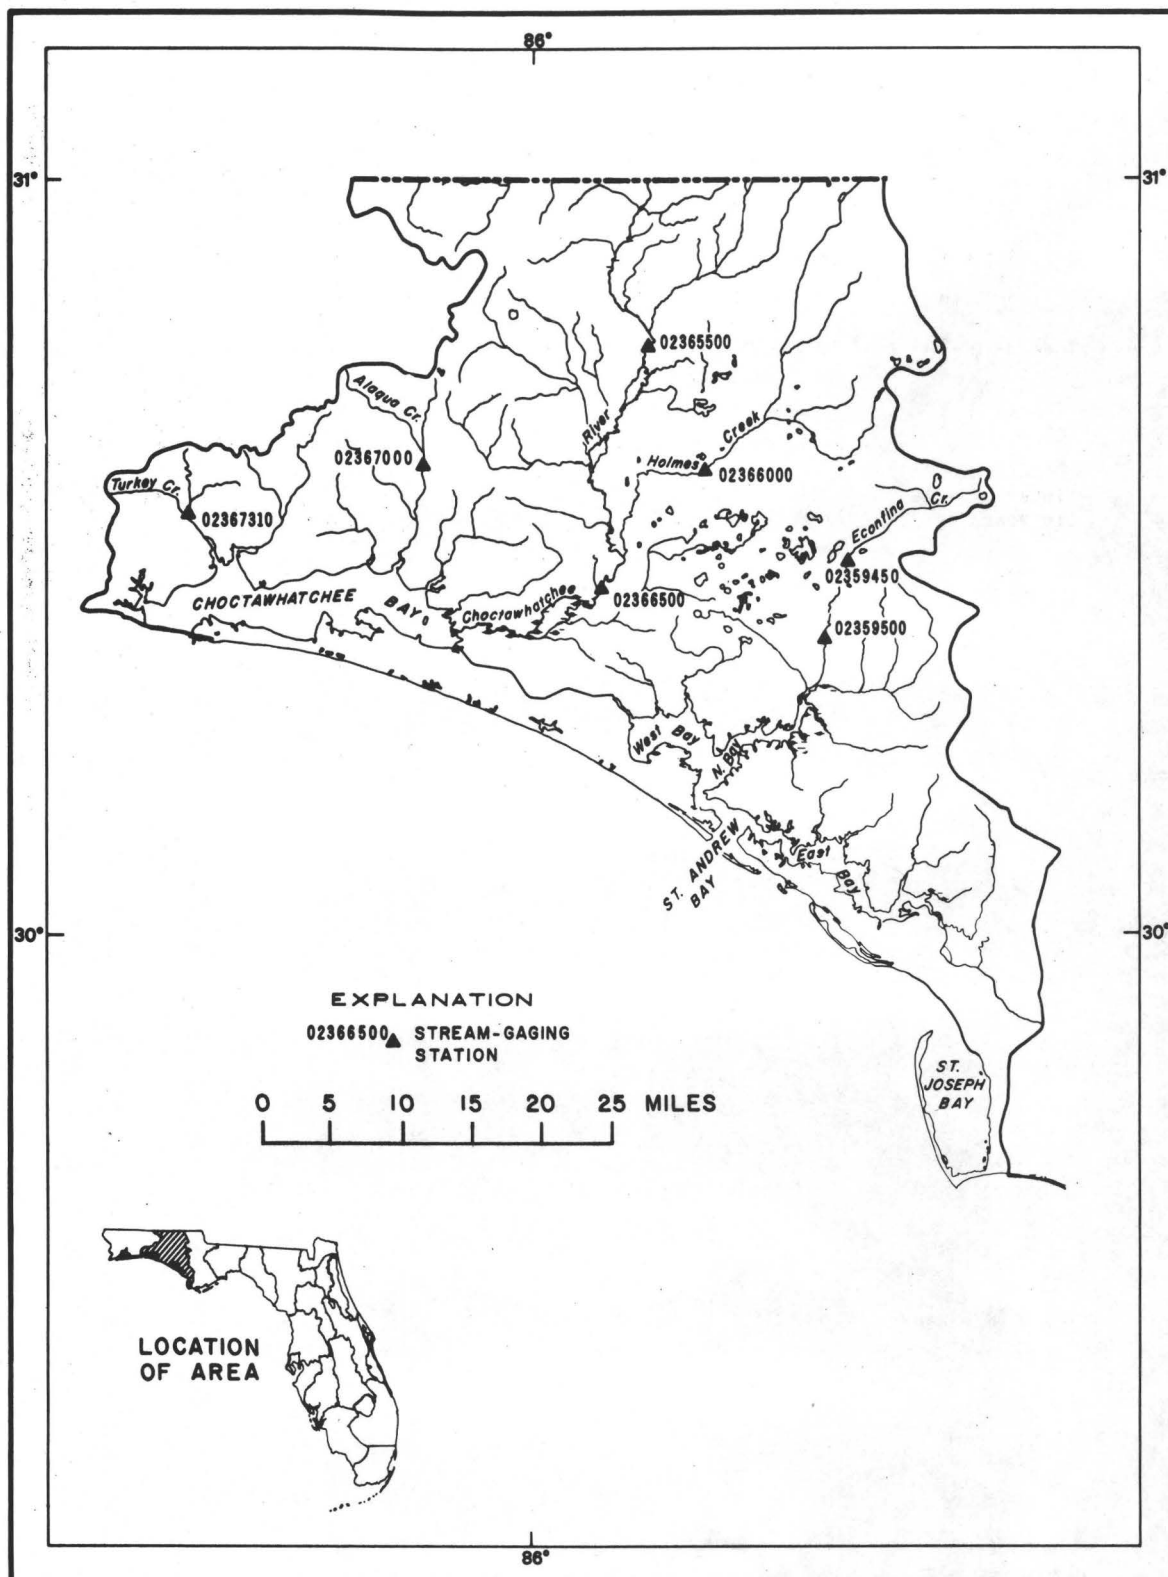 86°
31°
31°
02365500
Alaqua Cr.
River
Creek
Holmes
02367000
02366000
Turkey Cr.
02367310
Econfina
Cr.
02359450
CHOCTAWHATCHEE
BAY
Choctawhatchee
02366500
02359500
West Bay
N. Bay
ST. ANDREW
BAY
East
Bay
30°
30°
EXPLANATION
02366500 STREAM-GAGING
STATION
0 5 10 15 20 25 MILES
ST.
JOSEPH
BAY
LOCATION
OF AREA
86°